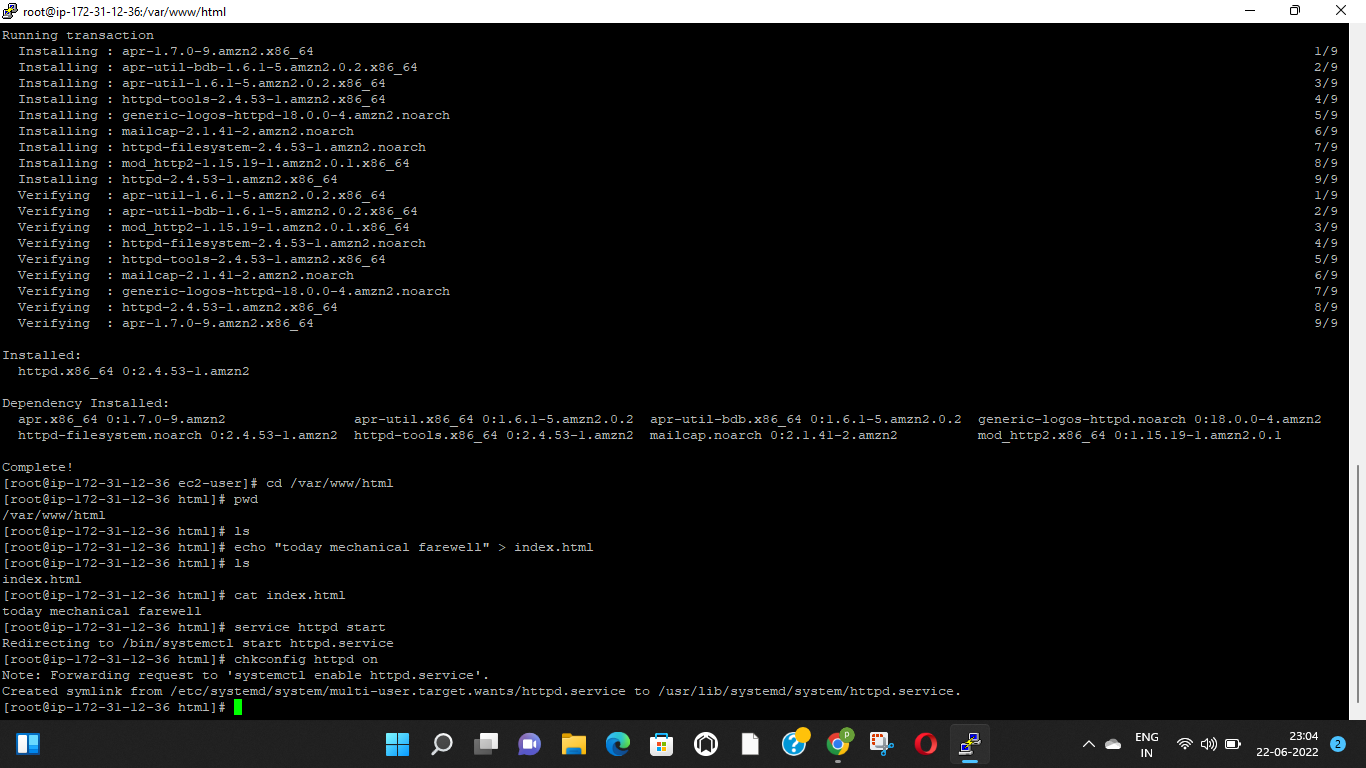 root@ip-172-31-12-36:/var/www/html
Running transaction
  Installing : apr-1.7.0-9.amzn2.x86_64 1/9
  Installing : apr-util-bdb-1.6.1-5.amzn2.0.2.x86_64 2/9
  Installing : apr-util-1.6.1-5.amzn2.0.2.x86_64 3/9
  Installing : httpd-tools-2.4.53-1.amzn2.x86_64 4/9
  Installing : generic-logos-httpd-18.0.0-4.amzn2.noarch 5/9
  Installing : mailcap-2.1.41-2.amzn2.noarch 6/9
  Installing : httpd-filesystem-2.4.53-1.amzn2.noarch 7/9
  Installing : mod_http2-1.15.19-1.amzn2.0.1.x86_64 8/9
  Installing : httpd-2.4.53-1.amzn2.x86_64 9/9
  Verifying  : apr-util-1.6.1-5.amzn2.0.2.x86_64 1/9
  Verifying  : apr-util-bdb-1.6.1-5.amzn2.0.2.x86_64 2/9
  Verifying  : mod_http2-1.15.19-1.amzn2.0.1.x86_64 3/9
  Verifying  : httpd-filesystem-2.4.53-1.amzn2.noarch 4/9
  Verifying  : httpd-tools-2.4.53-1.amzn2.x86_64 5/9
  Verifying  : mailcap-2.1.41-2.amzn2.noarch 6/9
  Verifying  : generic-logos-httpd-18.0.0-4.amzn2.noarch 7/9
  Verifying  : httpd-2.4.53-1.amzn2.x86_64 8/9
  Verifying  : apr-1.7.0-9.amzn2.x86_64 9/9
Installed:
  httpd.x86_64 0:2.4.53-1.amzn2
Dependency Installed:
  apr.x86_64 0:1.7.0-9.amzn2 apr-util.x86_64 0:1.6.1-5.amzn2.0.2 apr-util-bdb.x86_64 0:1.6.1-5.amzn2.0.2 generic-logos-httpd.noarch 0:18.0.0-4.amzn2
  httpd-filesystem.noarch 0:2.4.53-1.amzn2 httpd-tools.x86_64 0:2.4.53-1.amzn2 mailcap.noarch 0:2.1.41-2.amzn2 mod_http2.x86_64 0:1.15.19-1.amzn2.0.1
Complete!
[root@ip-172-31-12-36 ec2-user]# cd /var/www/html
[root@ip-172-31-12-36 html]# pwd
/var/www/html
[root@ip-172-31-12-36 html]# ls
[root@ip-172-31-12-36 html]# echo "today mechanical farewell" > index.html
[root@ip-172-31-12-36 html]# ls
index.html
[root@ip-172-31-12-36 html]# cat index.html
today mechanical farewell
[root@ip-172-31-12-36 html]# service httpd start
Redirecting to /bin/systemctl start httpd.service
[root@ip-172-31-12-36 html]# chkconfig httpd on
Note: Forwarding request to 'systemctl enable httpd.service'.
Created symlink from /etc/systemd/system/multi-user.target.wants/httpd.service to /usr/lib/systemd/system/httpd.service.
[root@ip-172-31-12-36 html]#
P
ENG
IN
23:04
22-06-2022
2